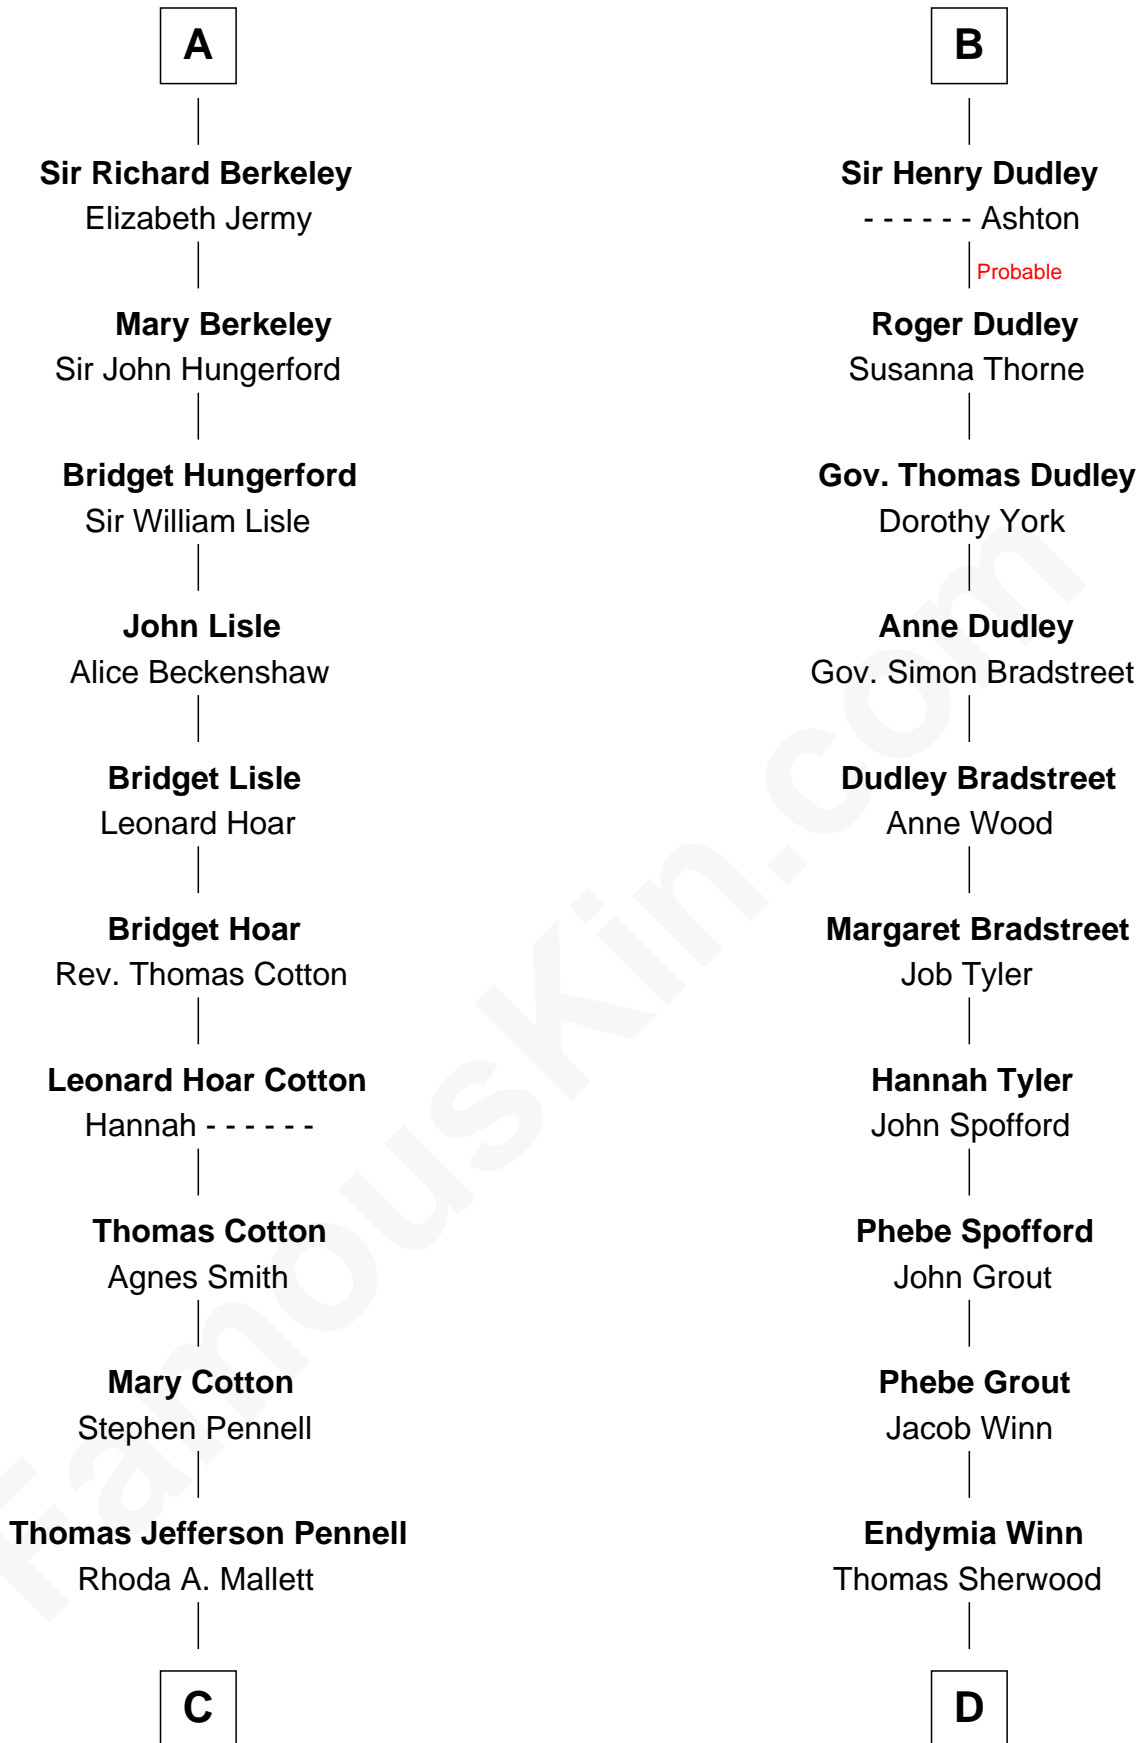 A
Sir Richard Berkeley
Elizabeth Jermy
Mary Berkeley
Sir John Hungerford
Bridget Hungerford
Sir William Lisle
John Lisle
Alice Beckenshaw
Bridget Lisle
Leonard Hoar
Bridget Hoar
Rev. Thomas Cotton
Leonard Hoar Cotton
Hannah - - - - - -
Thomas Cotton
Agnes Smith
Mary Cotton
Stephen Pennell
Thomas Jefferson Pennell
Rhoda A. Mallett
C
B
Sir Henry Dudley
- - - - - - Ashton
Probable
Roger Dudley
Susanna Thorne
Gov. Thomas Dudley
Dorothy York
Anne Dudley
Gov. Simon Bradstreet
Dudley Bradstreet
Anne Wood
Margaret Bradstreet
Job Tyler
Hannah Tyler
John Spofford
Phebe Spofford
John Grout
Phebe Grout
Jacob Winn
Endymia Winn
Thomas Sherwood
D
FamousKin.com